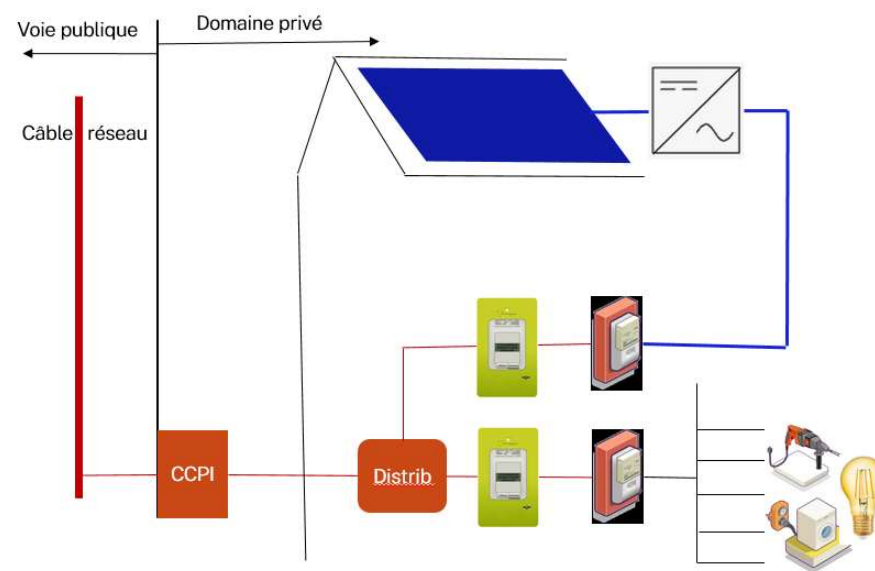 Voie publique
Domaine privé
Câble réseau
CCPI
Distrib